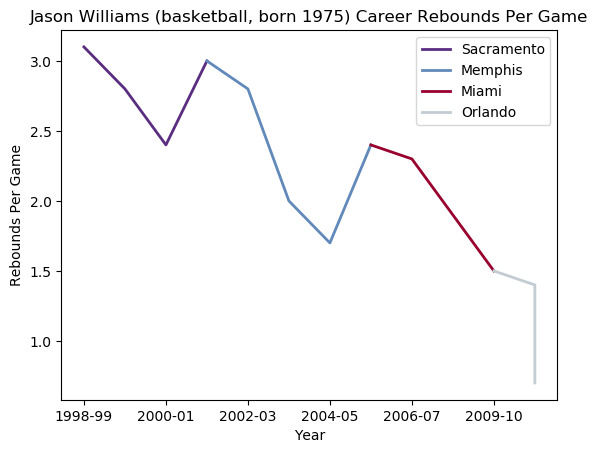 Jason Williams (basketball, born 1975) Career Rebounds Per Game
Sacramento
Memphis
Miami
Orlando
3.0
2.5
2.0
1.5
1.0
Rebounds Per Game
1998-99 2000-01 2002-03 2004-05 2006-07 2009-10
Year